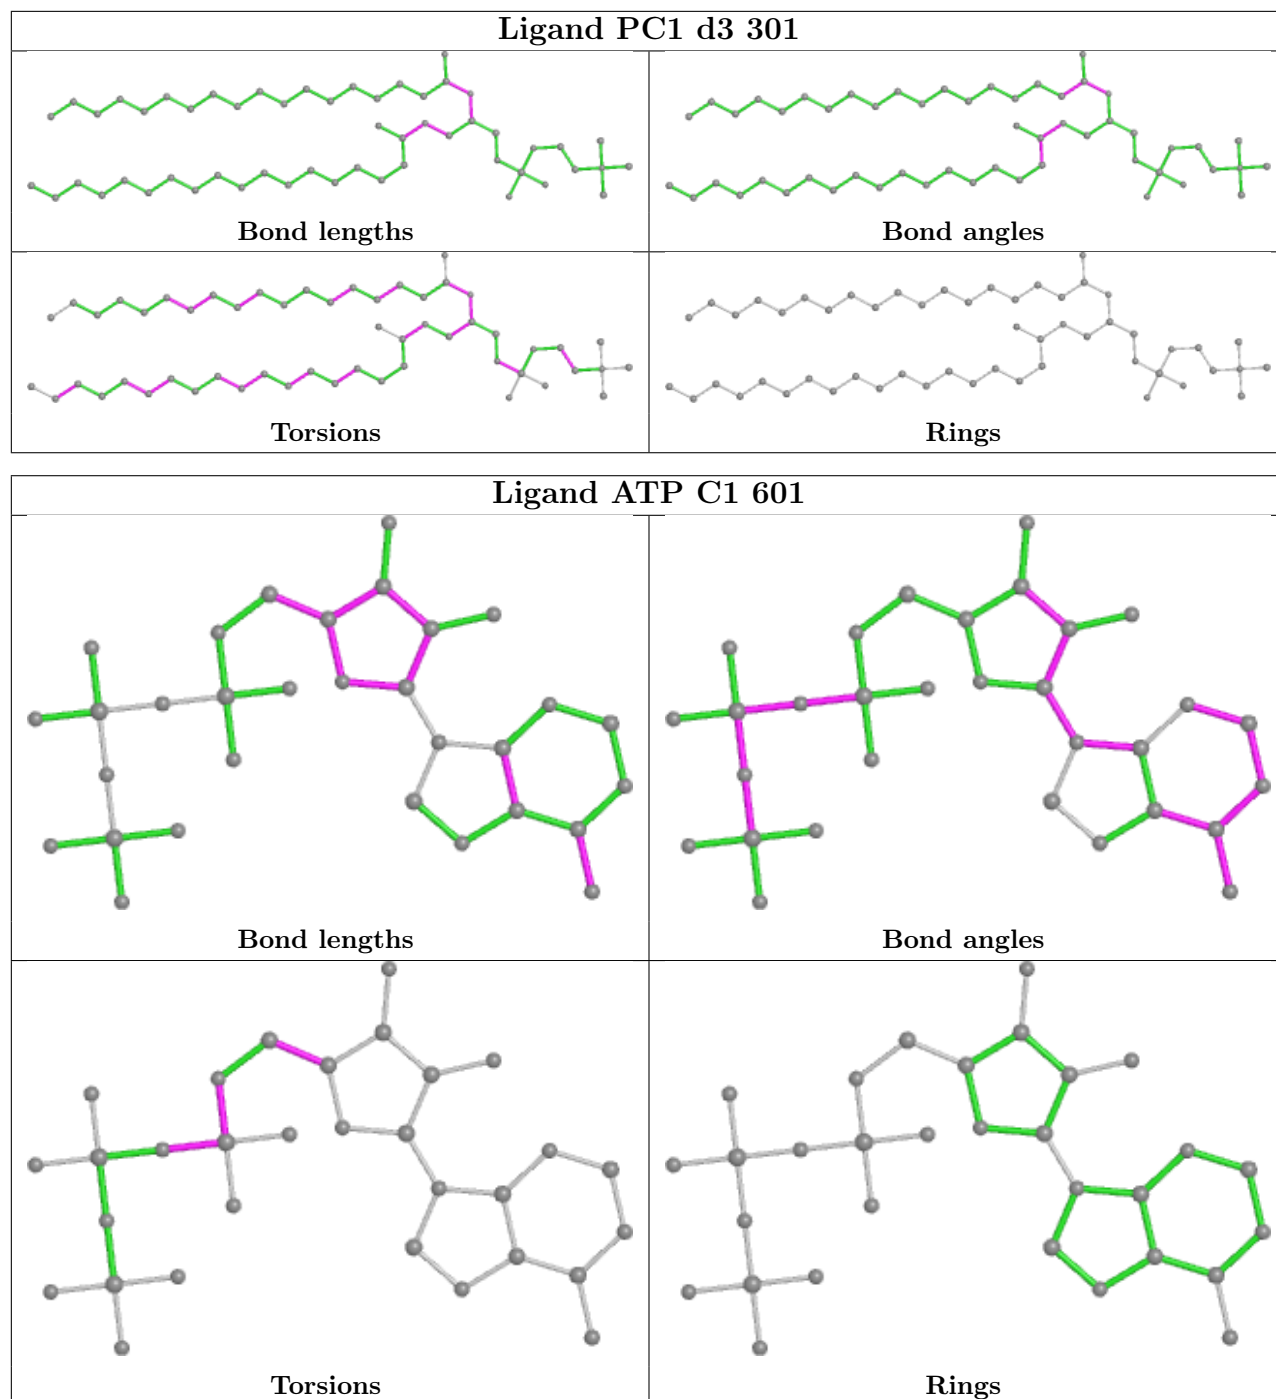 Ligand PC1 d3 301
Bond lengths
Bond angles
Torsions
Rings
Ligand ATP C1 601
Bond lengths
Bond angles
Torsions
Rings